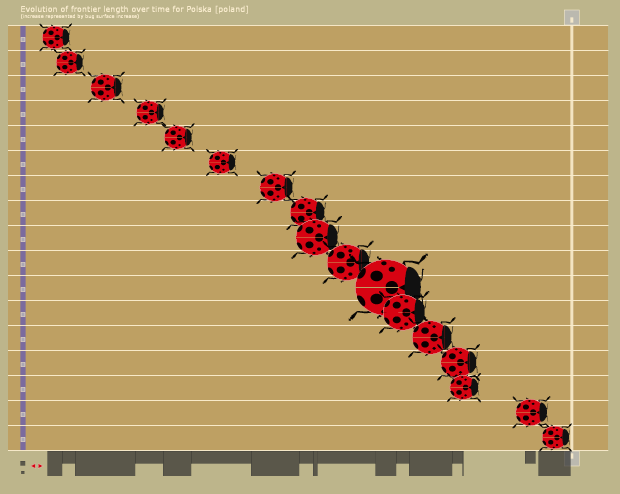 Evolution of frontier length over time for Polska [poland]
(increase represented by bug surface increase)